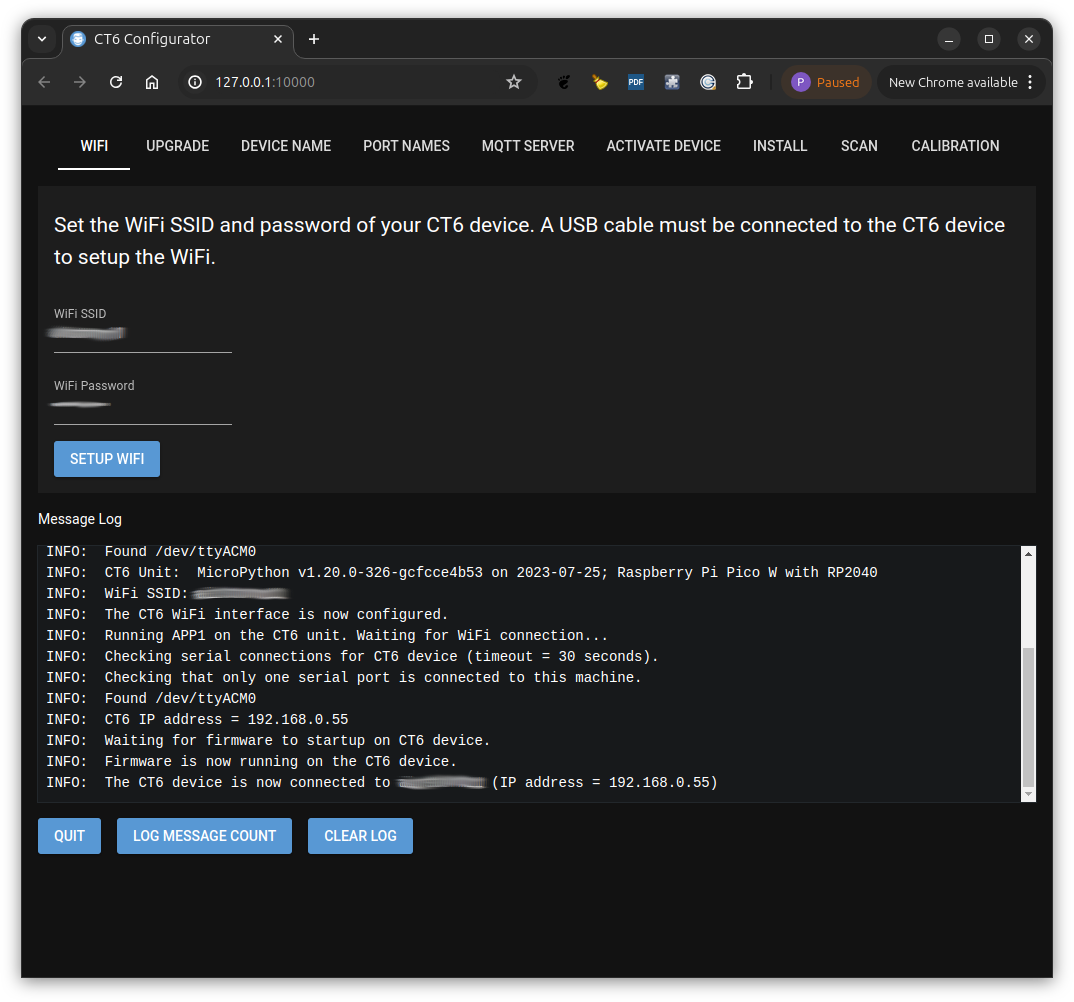 CT6 Configurator
127.0.0.1:10000
PDF
P Paused
New Chrome available
WIFI UPGRADE DEVICE NAME PORT NAMES MQTT SERVER ACTIVATE DEVICE INSTALL SCAN CALIBRATION
Set the WiFi SSID and password of your CT6 device. A USB cable must be connected to the CT6 device
to setup the WiFi.
WiFi SSID
WiFi Password
SETUP WIFI
Message Log
INFO: Found /dev/ttyACM0
INFO: CT6 Unit: MicroPython v1.20.0-326-gcfcce4b53 on 2023-07-25; Raspberry Pi Pico W with RP2040
INFO: WiFi SSID:
INFO: The CT6 WiFi interface is now configured.
INFO: Running APP1 on the CT6 unit. Waiting for WiFi connection...
INFO: Checking serial connections for CT6 device (timeout = 30 seconds).
INFO: Checking that only one serial port is connected to this machine.
INFO: Found /dev/ttyACM0
INFO: CT6 IP address = 192.168.0.55
INFO: Waiting for firmware to startup on CT6 device.
INFO: Firmware is now running on the CT6 device.
INFO: The CT6 device is now connected to (IP address = 192.168.0.55)
QUIT LOG MESSAGE COUNT CLEAR LOG